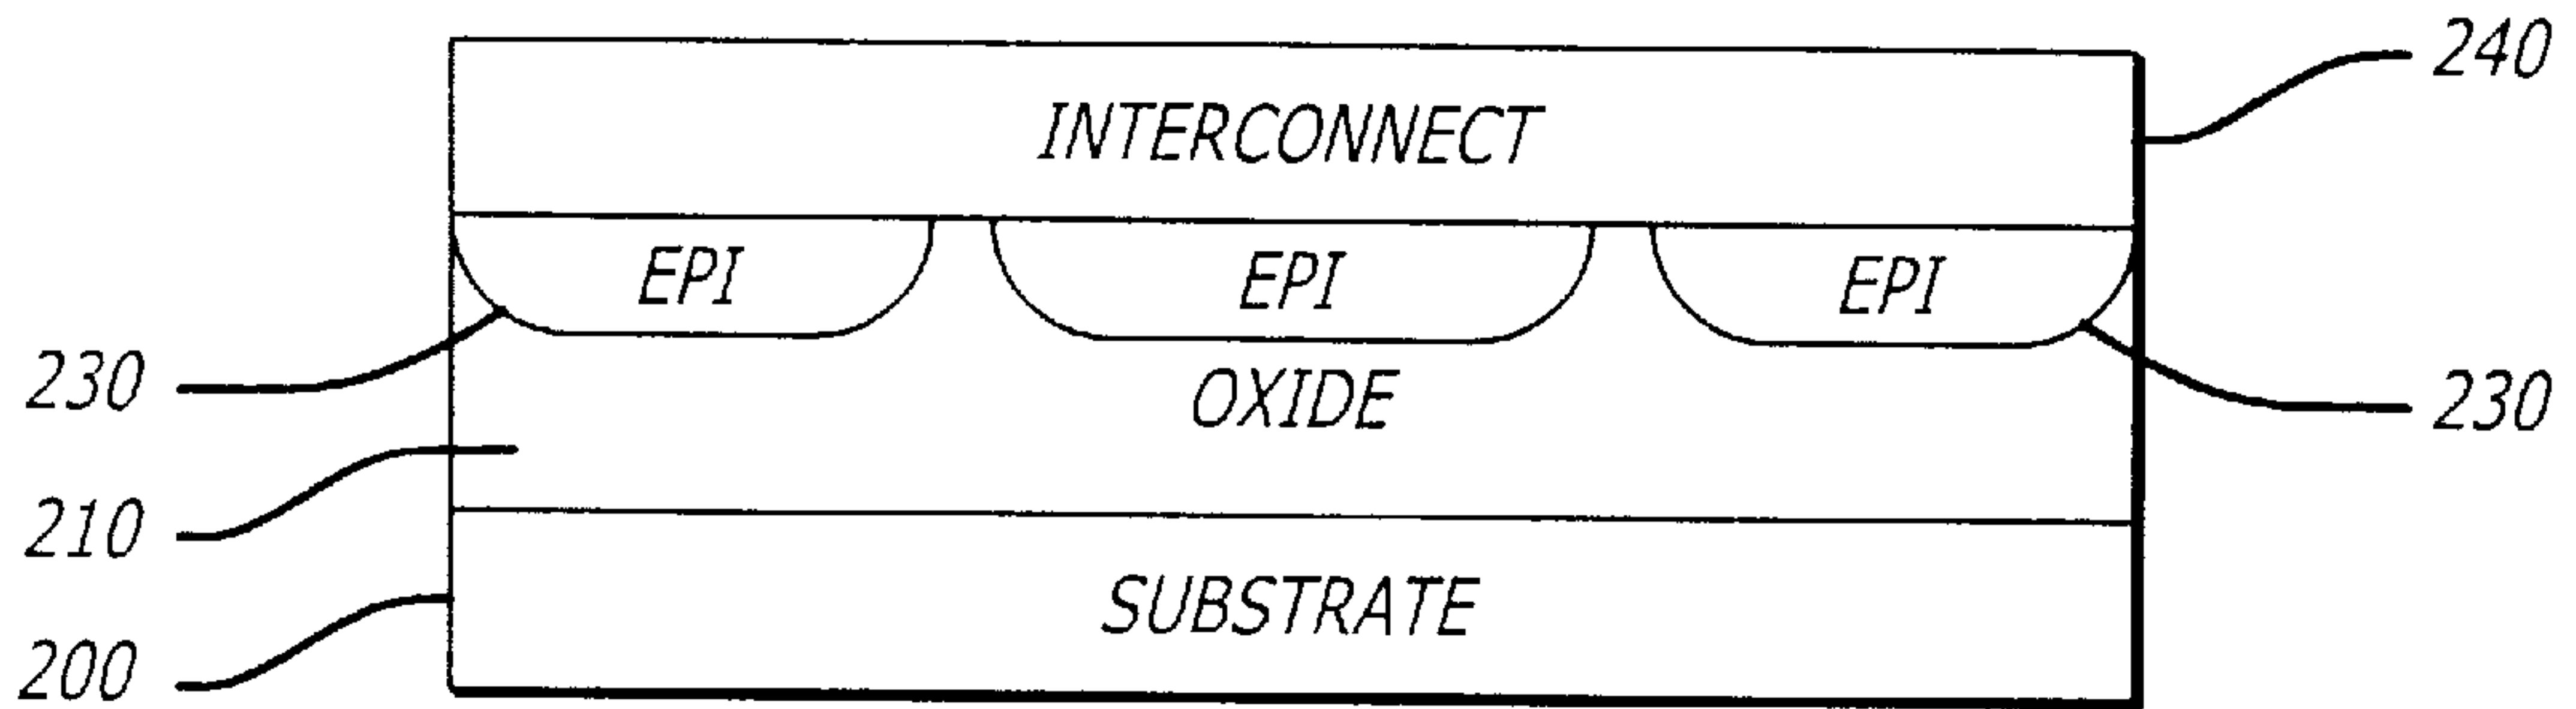 240
INTERCONNECT
EPI EPI EPI
230
OXIDE
230
210
SUBSTRATE
200